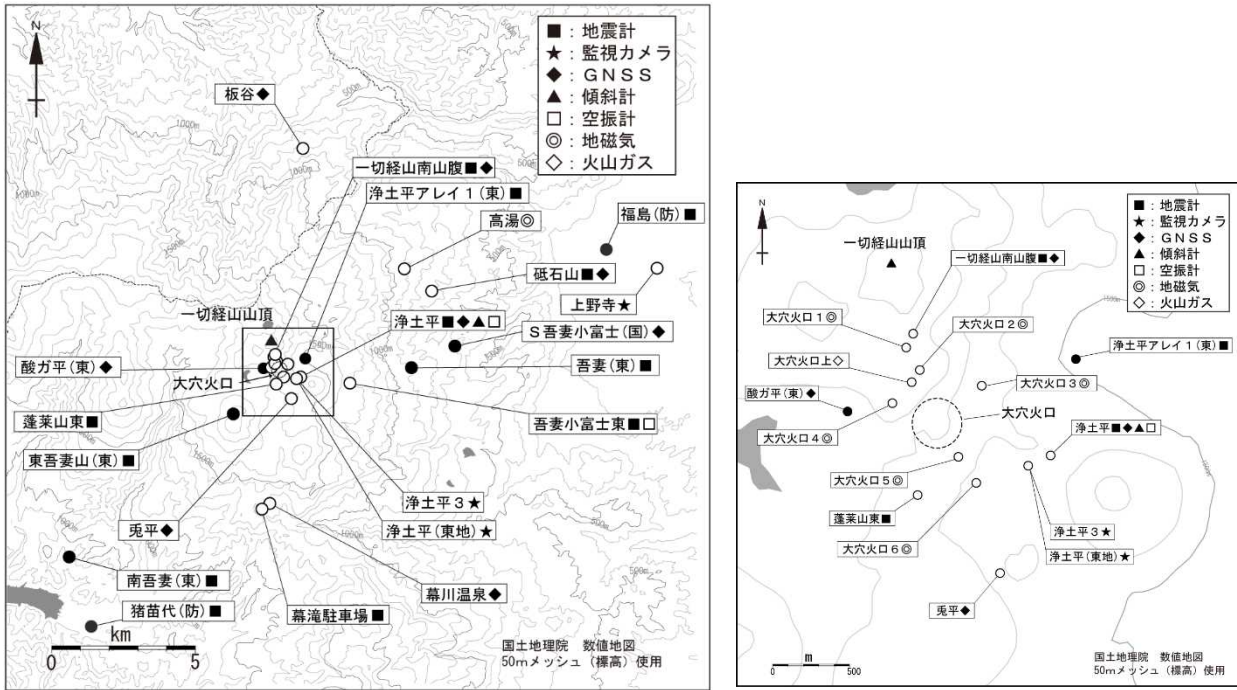 N
■：地震計
★：監視カメラ
◆：ＧＮＳＳ
▲：傾斜計
□：空振計
◎：地磁気
◇：火山ガス
板谷◆
500m
1000m
一切経山南山腹■◆
浄土平アレイ１(東)■
高湯◎
福島(防)■
砥石山■◆
上野寺★
一切経山山頂
浄土平■◆▲□
Ｓ吾妻小富士(国)◆
酸ガ平(東)◆
大穴火口
吾妻(東)■
蓬莱山東■
吾妻小富士東■□
東吾妻山(東)■
1500m
浄土平３★
浄土平(東地)★
兎平◆
南吾妻(東)■
幕川温泉◆
猪苗代(防)■
幕滝駐車場■
km
0 5
国土地理院　数値地図
50ｍメッシュ（標高）使用
N
■：地震計
★：監視カメラ
◆：ＧＮＳＳ
▲：傾斜計
□：空振計
◎：地磁気
◇：火山ガス
一切経山山頂
一切経山南山腹■◆
大穴火口１◎
大穴火口２◎
大穴火口上◇
浄土平アレイ１(東)■
酸ガ平(東)◆
大穴火口３◎
大穴火口
大穴火口４◎
浄土平■◆▲□
大穴火口５◎
蓬莱山東■
浄土平３★
大穴火口６◎
浄土平(東地)★
兎平◆
m
0 500
国土地理院　数値地図
50ｍメッシュ（標高）使用